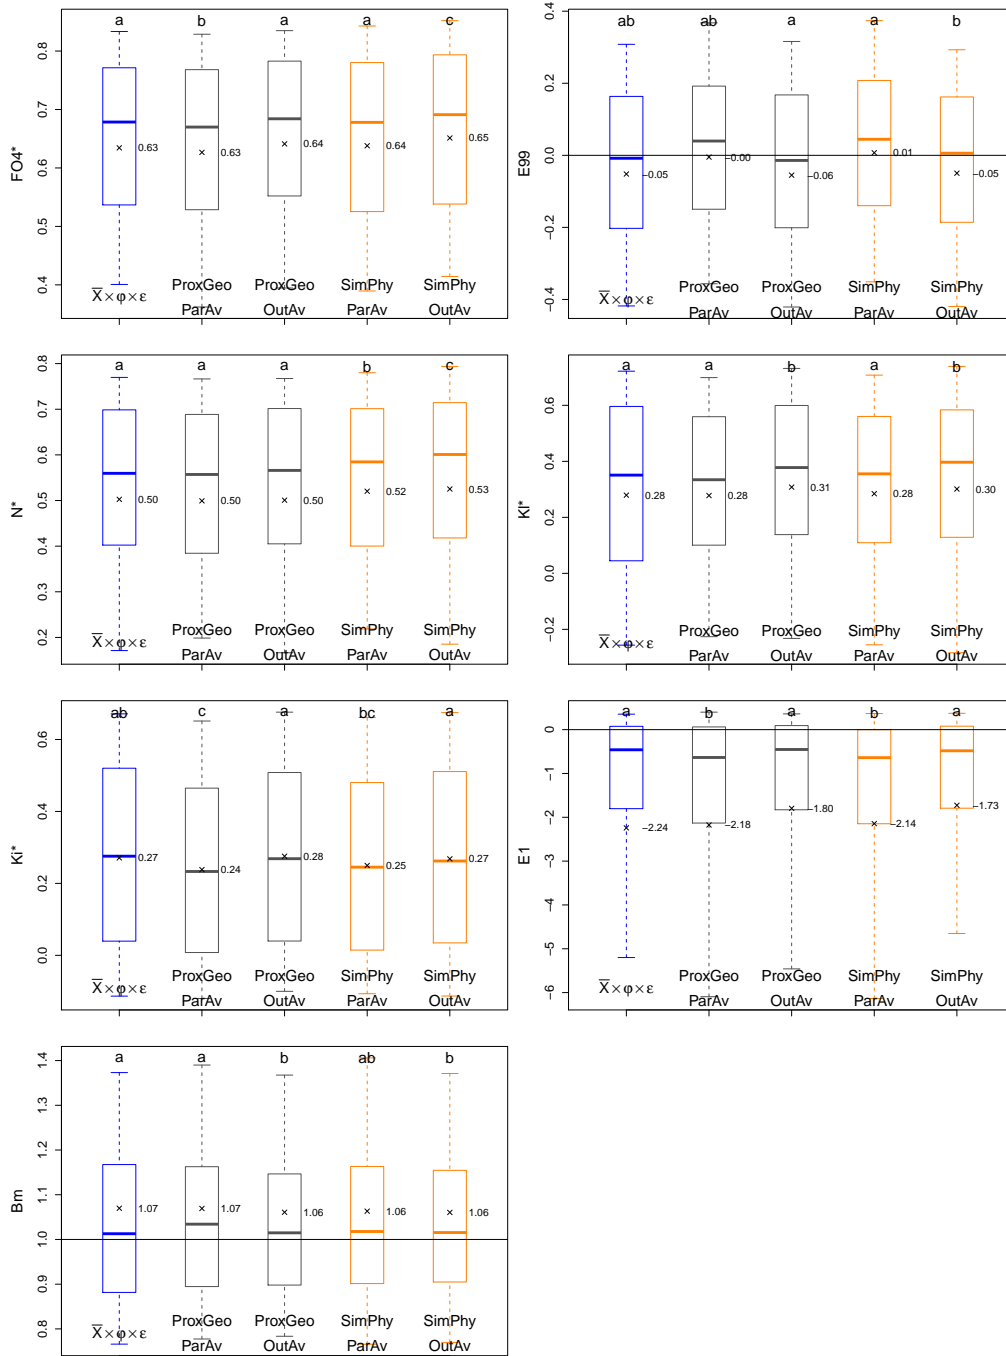 a b a a c
FO4*
0.8
0.7
0.6
0.5
0.4
0.63 0.63 0.64 0.64 0.65
X̅×φ×ε ProxGeo ProxGeo SimPhy SimPhy
ParAv OutAv ParAv OutAv
ab ab a a b
E99
0.4
0.2
0.0
−0.2
−0.4
−0.05 −0.00 −0.06 0.01 −0.05
X̅×φ×ε ProxGeo ProxGeo SimPhy SimPhy
ParAv OutAv ParAv OutAv
a a a b c
N*
0.8
0.7
0.6
0.5
0.4
0.3
0.2
0.50 0.50 0.50 0.52 0.53
X̅×φ×ε ProxGeo ProxGeo SimPhy SimPhy
ParAv OutAv ParAv OutAv
a a b a b
Kl*
0.6
0.4
0.2
0.0
−0.2
0.28 0.28 0.31 0.28 0.30
X̅×φ×ε ProxGeo ProxGeo SimPhy SimPhy
ParAv OutAv ParAv OutAv
ab c a bc a
Ki*
0.6
0.4
0.2
0.0
0.27 0.24 0.28 0.25 0.27
X̅×φ×ε ProxGeo ProxGeo SimPhy SimPhy
ParAv OutAv ParAv OutAv
a b a b a
E1
0
−1
−2
−3
−4
−5
−6
−2.24 −2.18 −1.80 −2.14 −1.73
X̅×φ×ε ProxGeo ProxGeo SimPhy SimPhy
ParAv OutAv ParAv OutAv
a a b ab b
Bm
1.4
1.3
1.2
1.1
1.0
0.9
0.8
1.07 1.07 1.06 1.06 1.06
X̅×φ×ε ProxGeo ProxGeo SimPhy SimPhy
ParAv OutAv ParAv OutAv